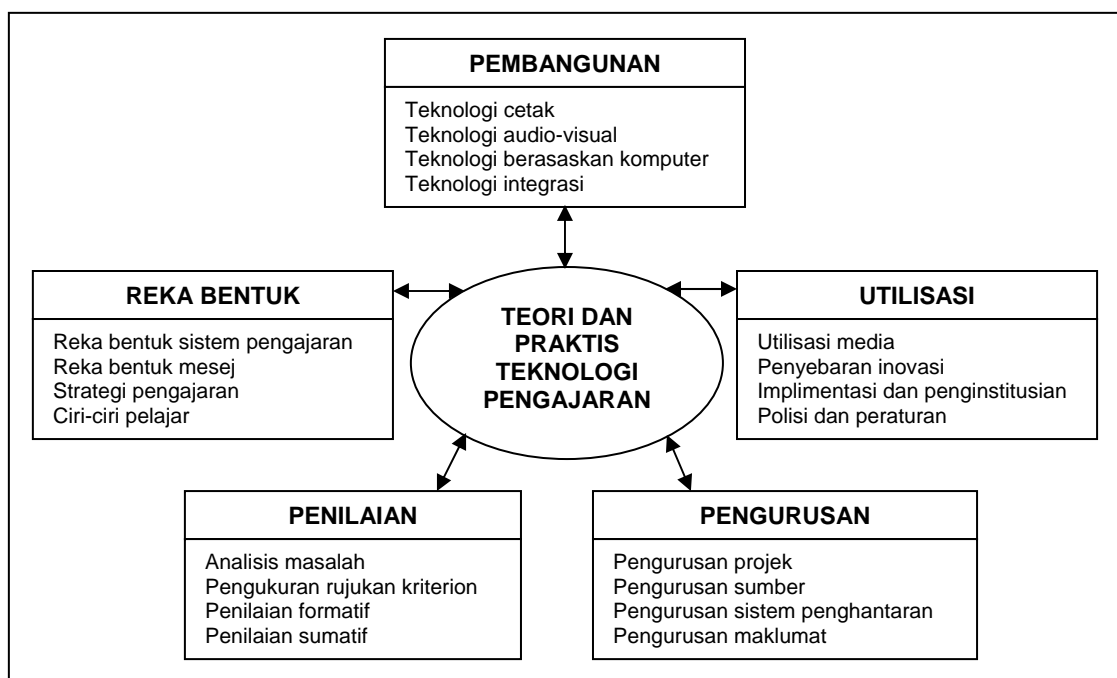 PEMBANGUNAN
Teknologi cetak
Teknologi audio-visual
Teknologi berasaskan komputer
Teknologi integrasi
REKA BENTUK
Reka bentuk sistem pengajaran
Reka bentuk mesej
Strategi pengajaran
Ciri-ciri pelajar
TEORI DAN
PRAKTIS
TEKNOLOGI
PENGAJARAN
UTILISASI
Utilisasi media
Penyebaran inovasi
Implimentasi dan penginstitusian
Polisi dan peraturan
PENILAIAN
Analisis masalah
Pengukuran rujukan kriterion
Penilaian formatif
Penilaian sumatif
PENGURUSAN
Pengurusan projek
Pengurusan sumber
Pengurusan sistem penghantaran
Pengurusan maklumat